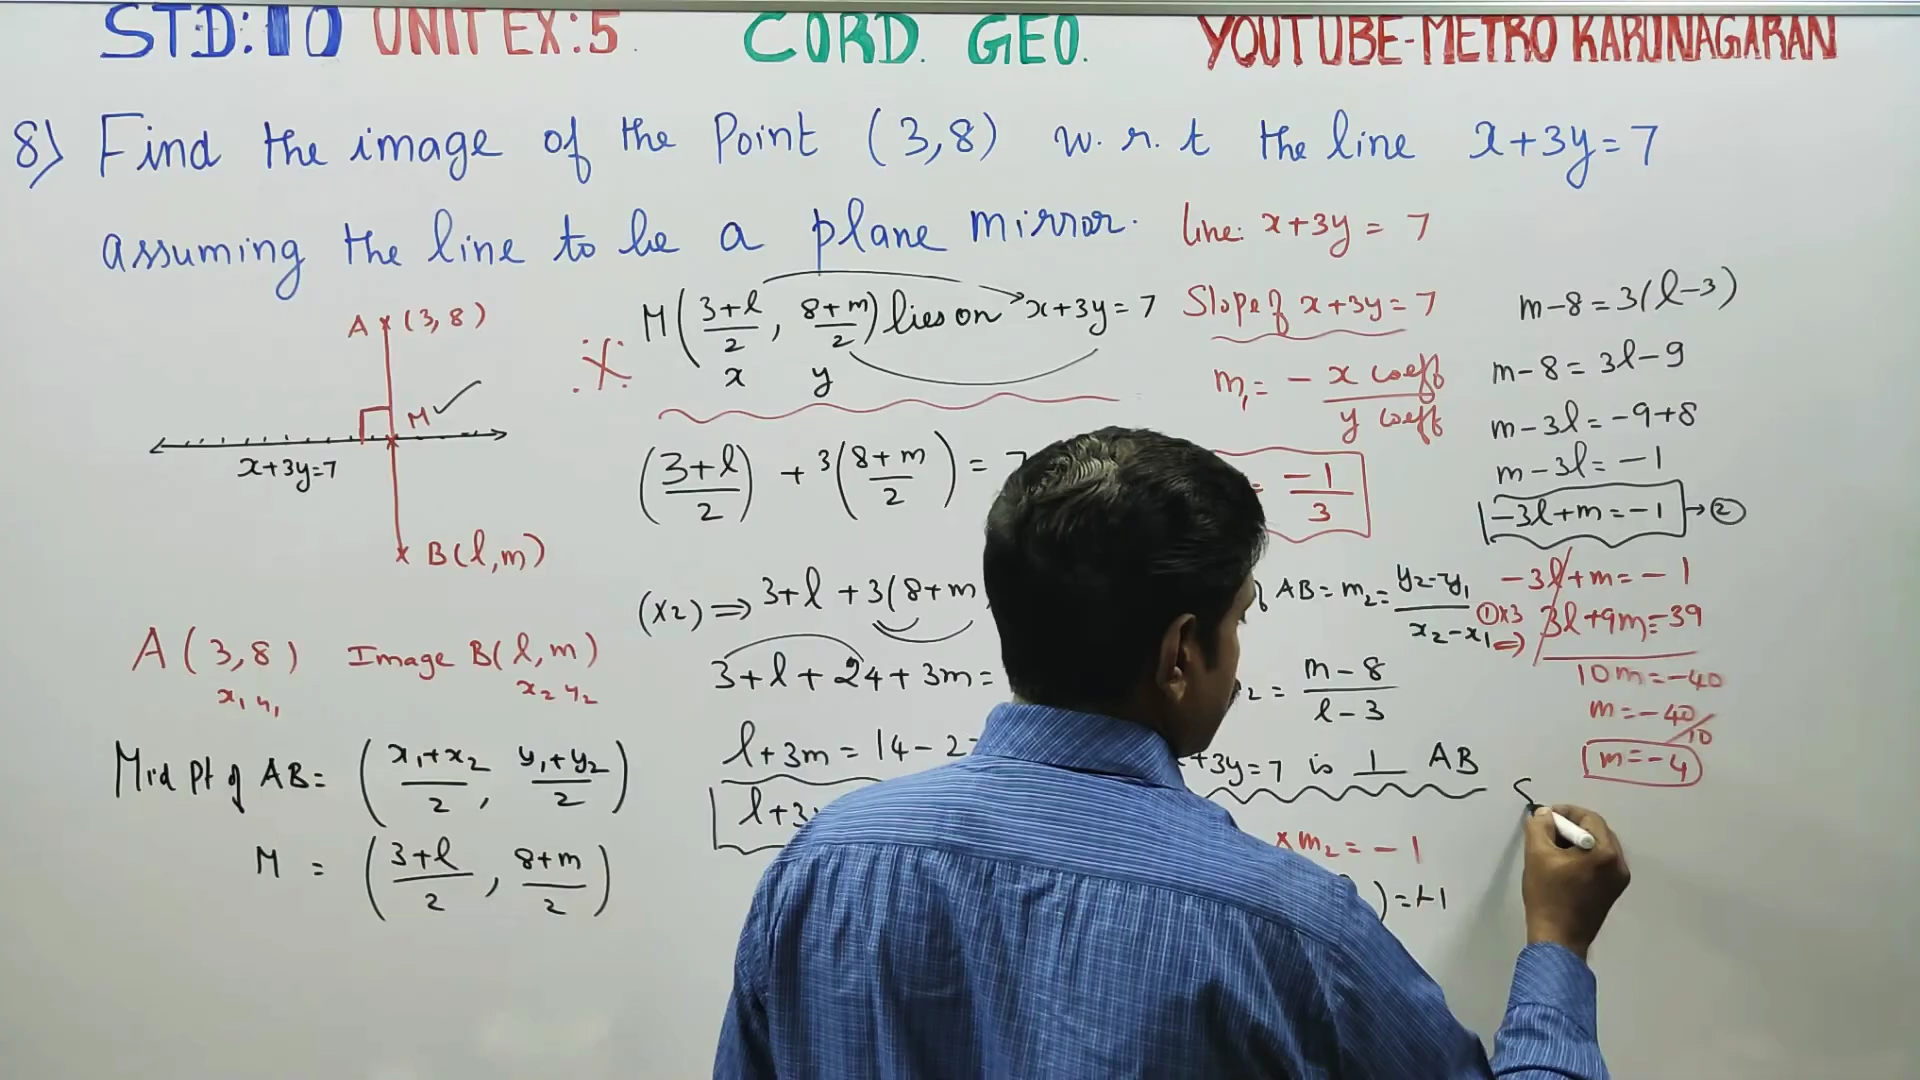 STD:10 UNIT EX:5 CORD. GEO. YOUTUBE-METRO KARUNAGARAN
8) Find the image of the Point (3,8) w.r.t the line x+3y=7
assuming the line to be a plane mirror.
A (3,8)
M
x+3y=7
B(l,m)
A(3,8) Image B(l,m)
x₁ y₁ x₂ y₂
Mid Pt of AB = (x₁+x₂/2, y₁+y₂/2)
M = (3+l/2, 8+m/2)
M(3+l/2, 8+m/2) lies on x+3y=7
x y
(3+l/2) + 3(8+m/2) = 7
(x2) ⇒ 3+l+3(8+m
3+l+24+3m=
l+3m = 14-2
l+3
line: x+3y = 7
Slope of x+3y=7
m₁ = - x coeff/y coeff
= -1/3
AB = m₂ = y₂-y₁/x₂-x₁
₂ = m-8/l-3
+3y=7 is ⊥ AB
x m₂ = -1
) = +1
m-8=3(l-3)
m-8=3l-9
m-3l=-9+8
m-3l=-1
-3l+m=-1 → ②
-3l+m=-1
①x3 ⇒ 3l+9m=-39
10m=-40
m=-40/10
m=-4